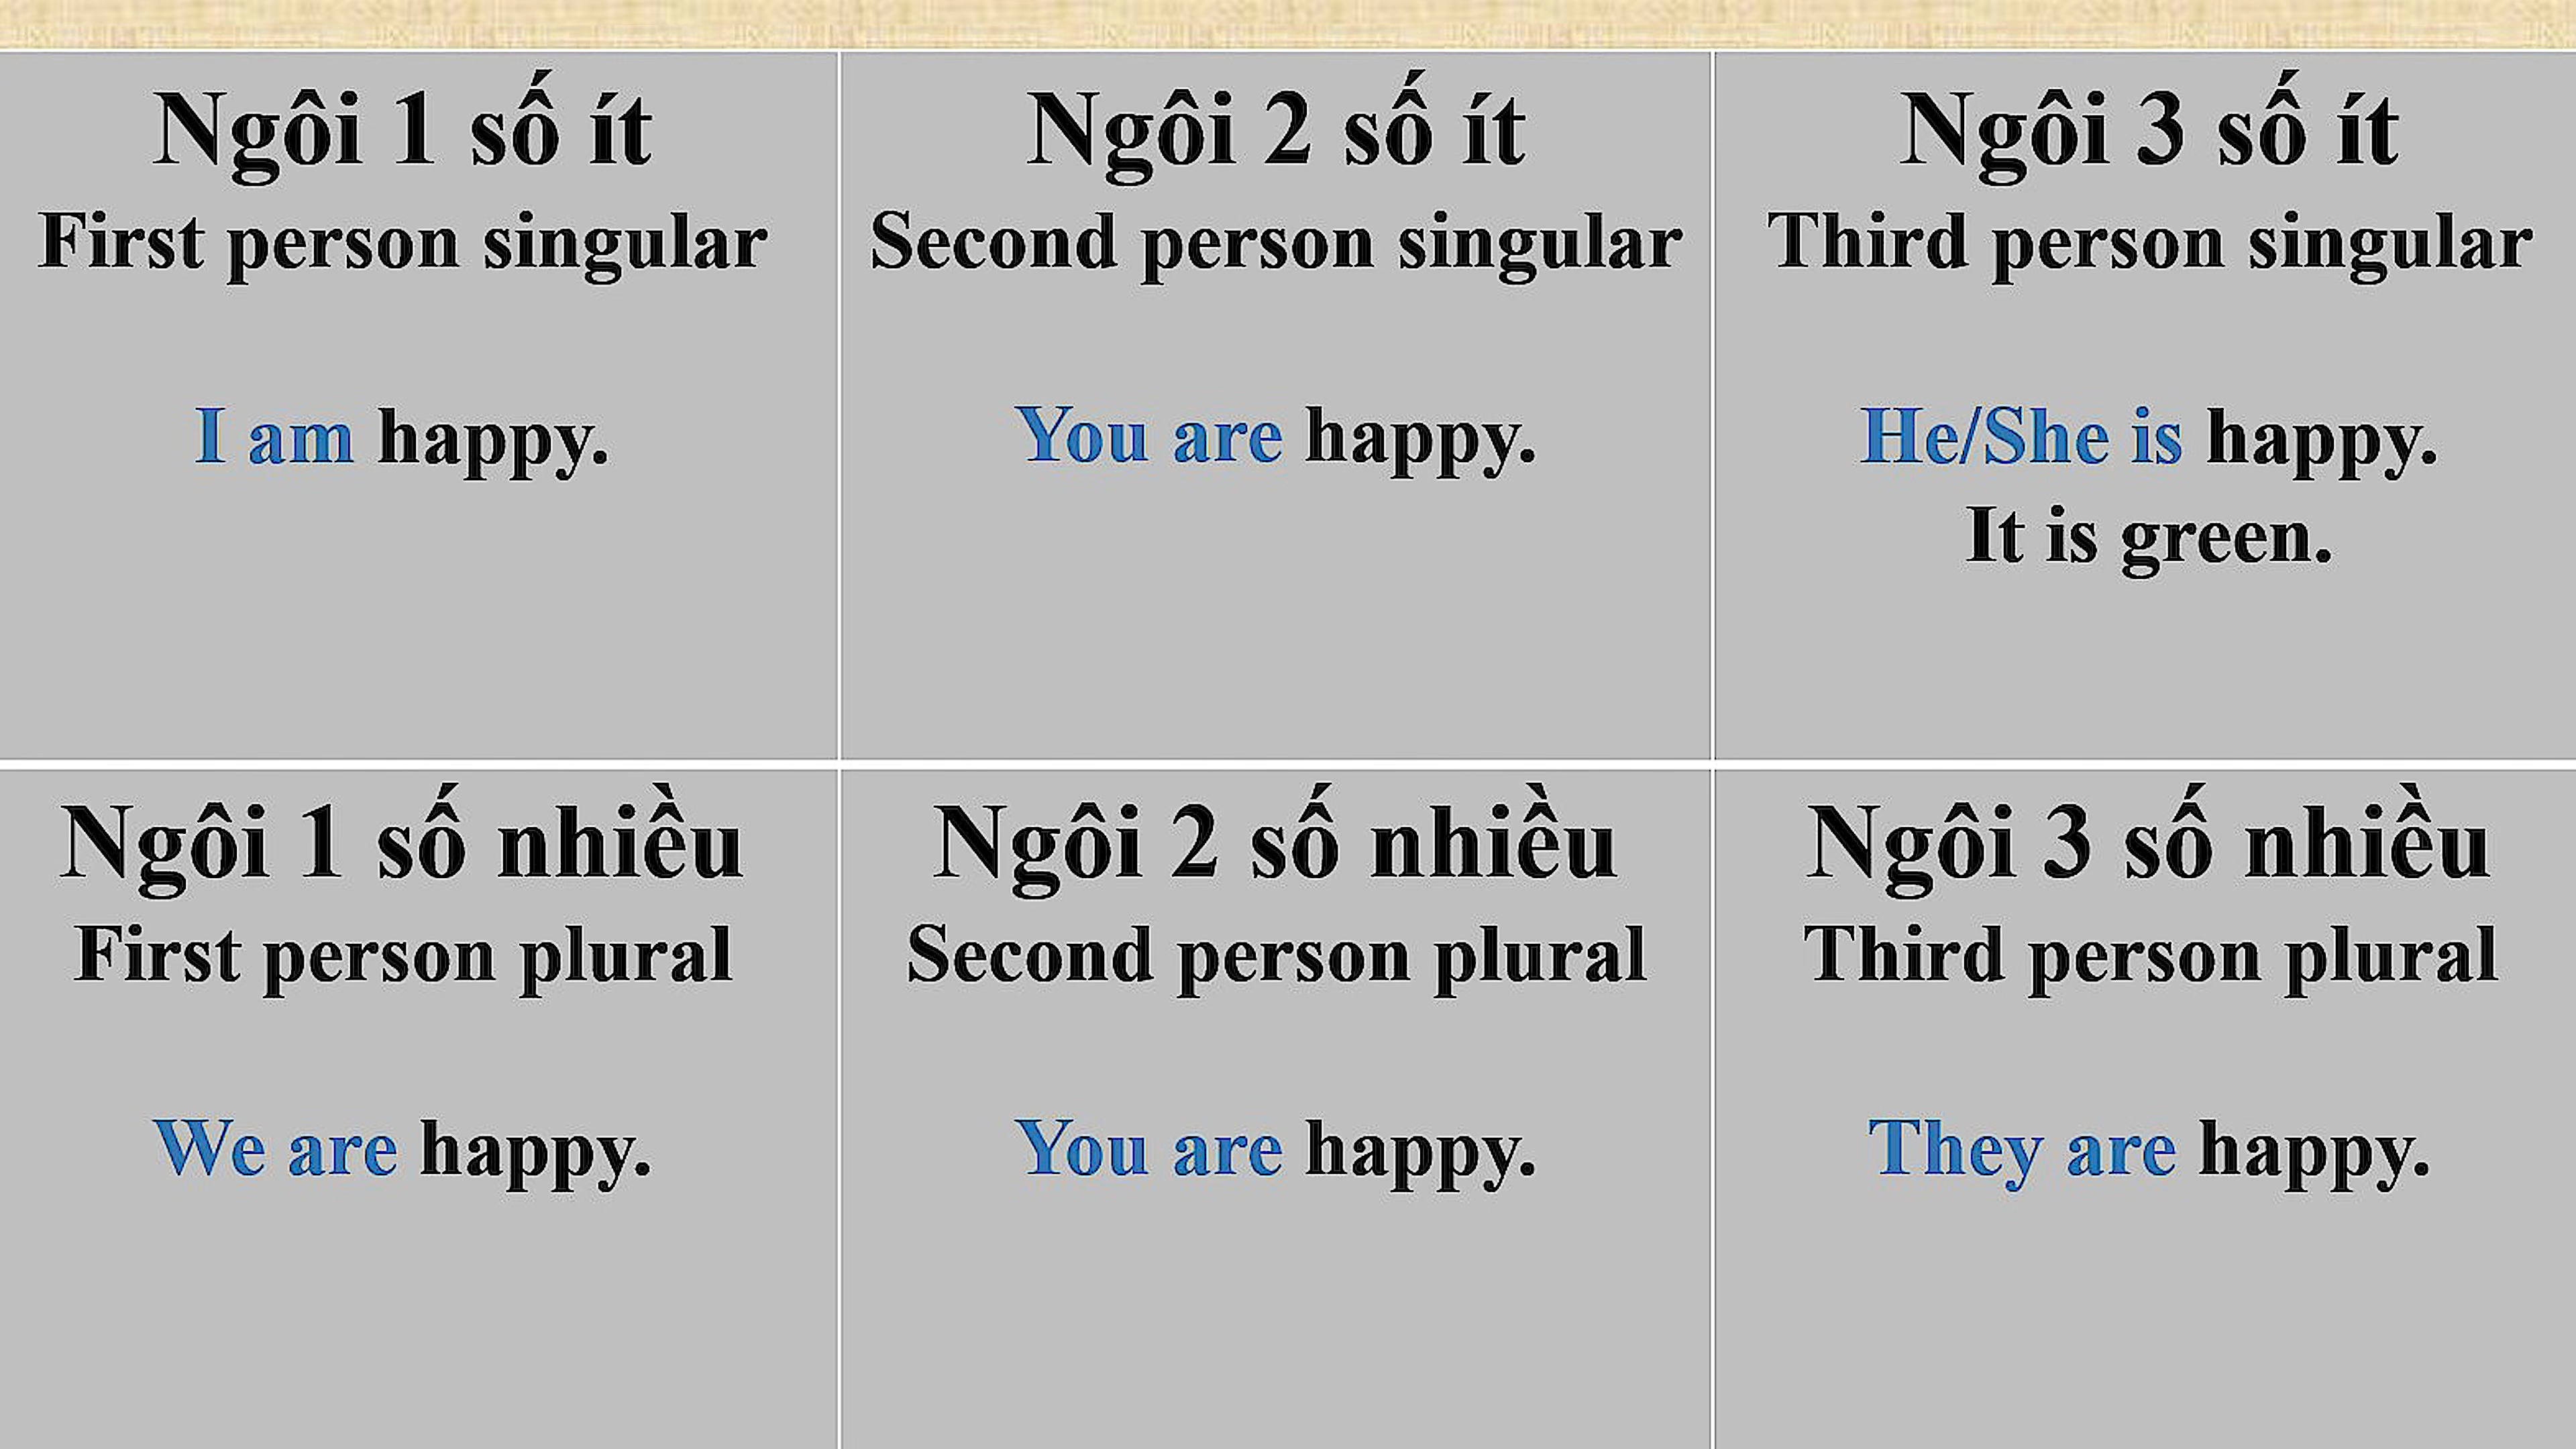 Ngôi 1 số ít
First person singular
I am happy.
Ngôi 2 số ít
Second person singular
You are happy.
Ngôi 3 số ít
Third person singular
He/She is happy.
It is green.
Ngôi 1 số nhiều
First person plural
We are happy.
Ngôi 2 số nhiều
Second person plural
You are happy.
Ngôi 3 số nhiều
Third person plural
They are happy.